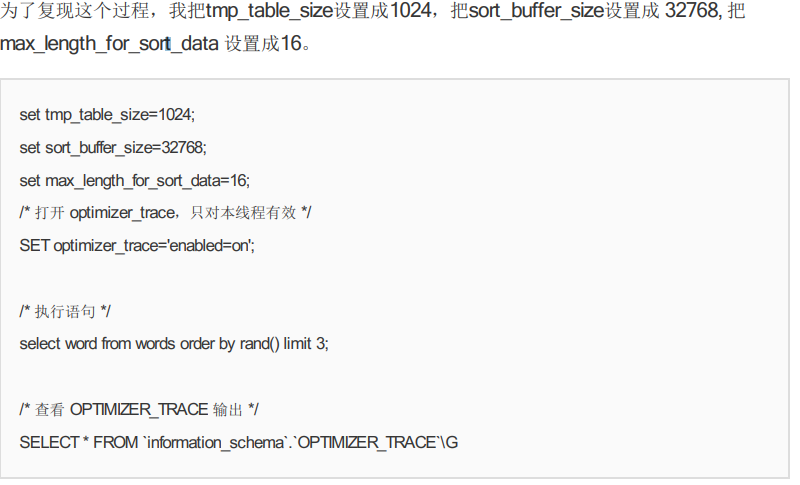 为了复现这个过程，我把tmp_table_size设置成1024，把sort_buffer_size设置成 32768, 把
max_length_for_sort_data 设置成16。
set tmp_table_size=1024;
set sort_buffer_size=32768;
set max_length_for_sort_data=16;
/* 打开 optimizer_trace，只对本线程有效 */
SET optimizer_trace='enabled=on';
/* 执行语句 */
select word from words order by rand() limit 3;
/* 查看 OPTIMIZER_TRACE 输出 */
SELECT * FROM `information_schema`.`OPTIMIZER_TRACE`\G